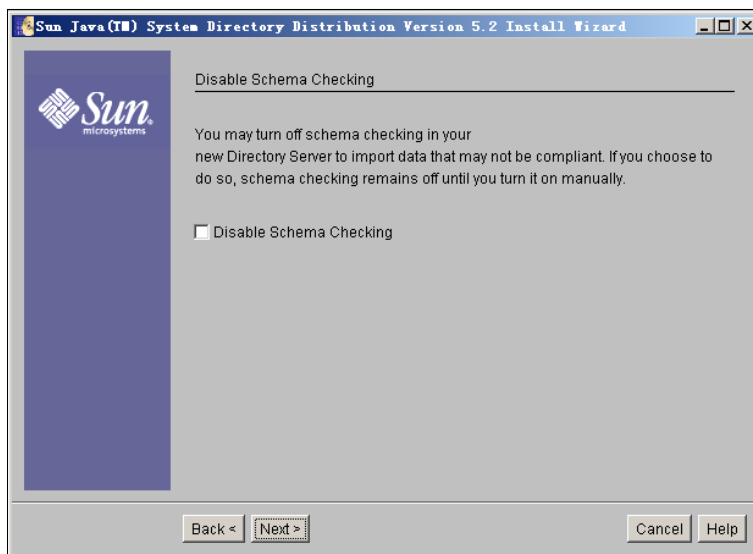 Sun Java(TM) System Directory Distribution Version 5.2 Install Wizard
Sun
microsystems
Disable Schema Checking
You may turn off schema checking in your
new Directory Server to import data that may not be compliant. If you choose to
do so, schema checking remains off until you turn it on manually.
Disable Schema Checking
Back <
Next >
Cancel
Help